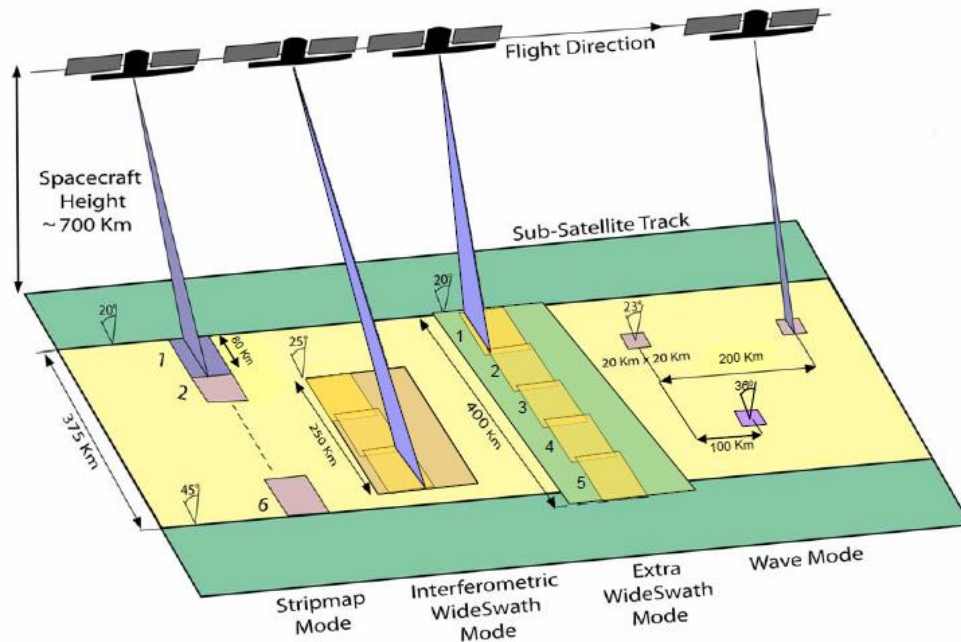 Flight Direction
Spacecraft
Height
~ 700 Km
Sub-Satellite Track
20°
1
2
6
80 Km
375 Km
45°
25°
250 Km
20°
1
2
3
4
5
400 Km
23°
20 Km × 20 Km
200 Km
36°
100 Km
Stripmap
Mode
Interferometric
WideSwath
Mode
Extra
WideSwath
Mode
Wave Mode